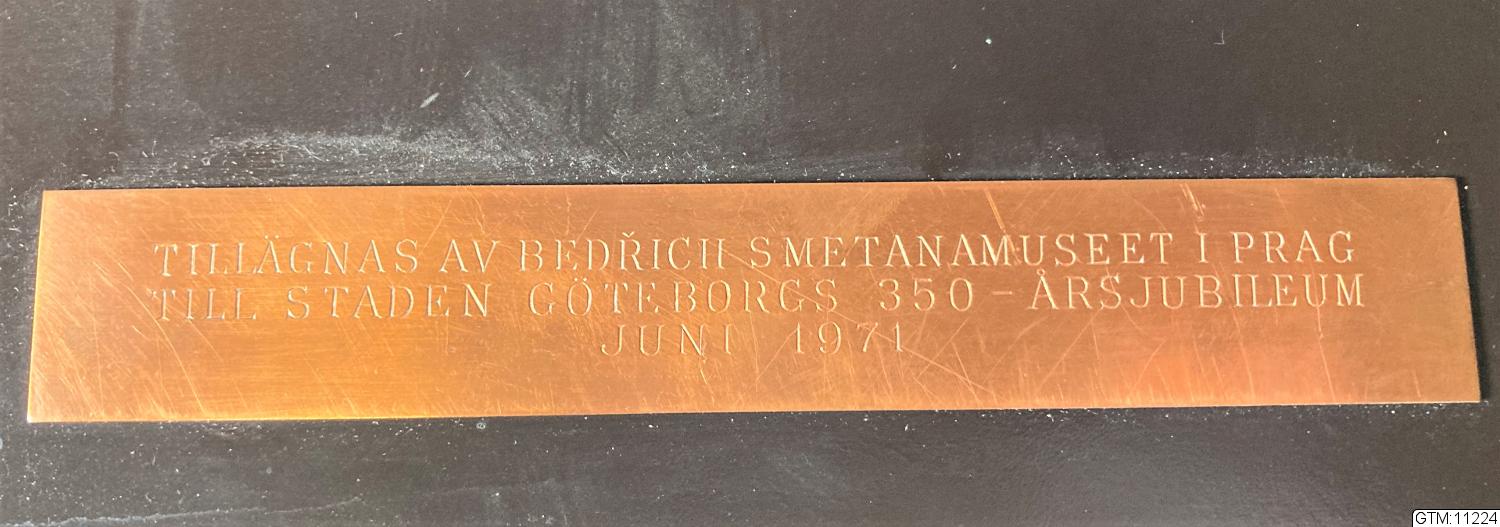 TILLÄGNAS AV BEDŘICH SMETANAMUSEET I PRAG
TILL STADEN GÖTEBORGS 350 - ÅRSJUBILEUM
JUNI 1971
GTM:11224